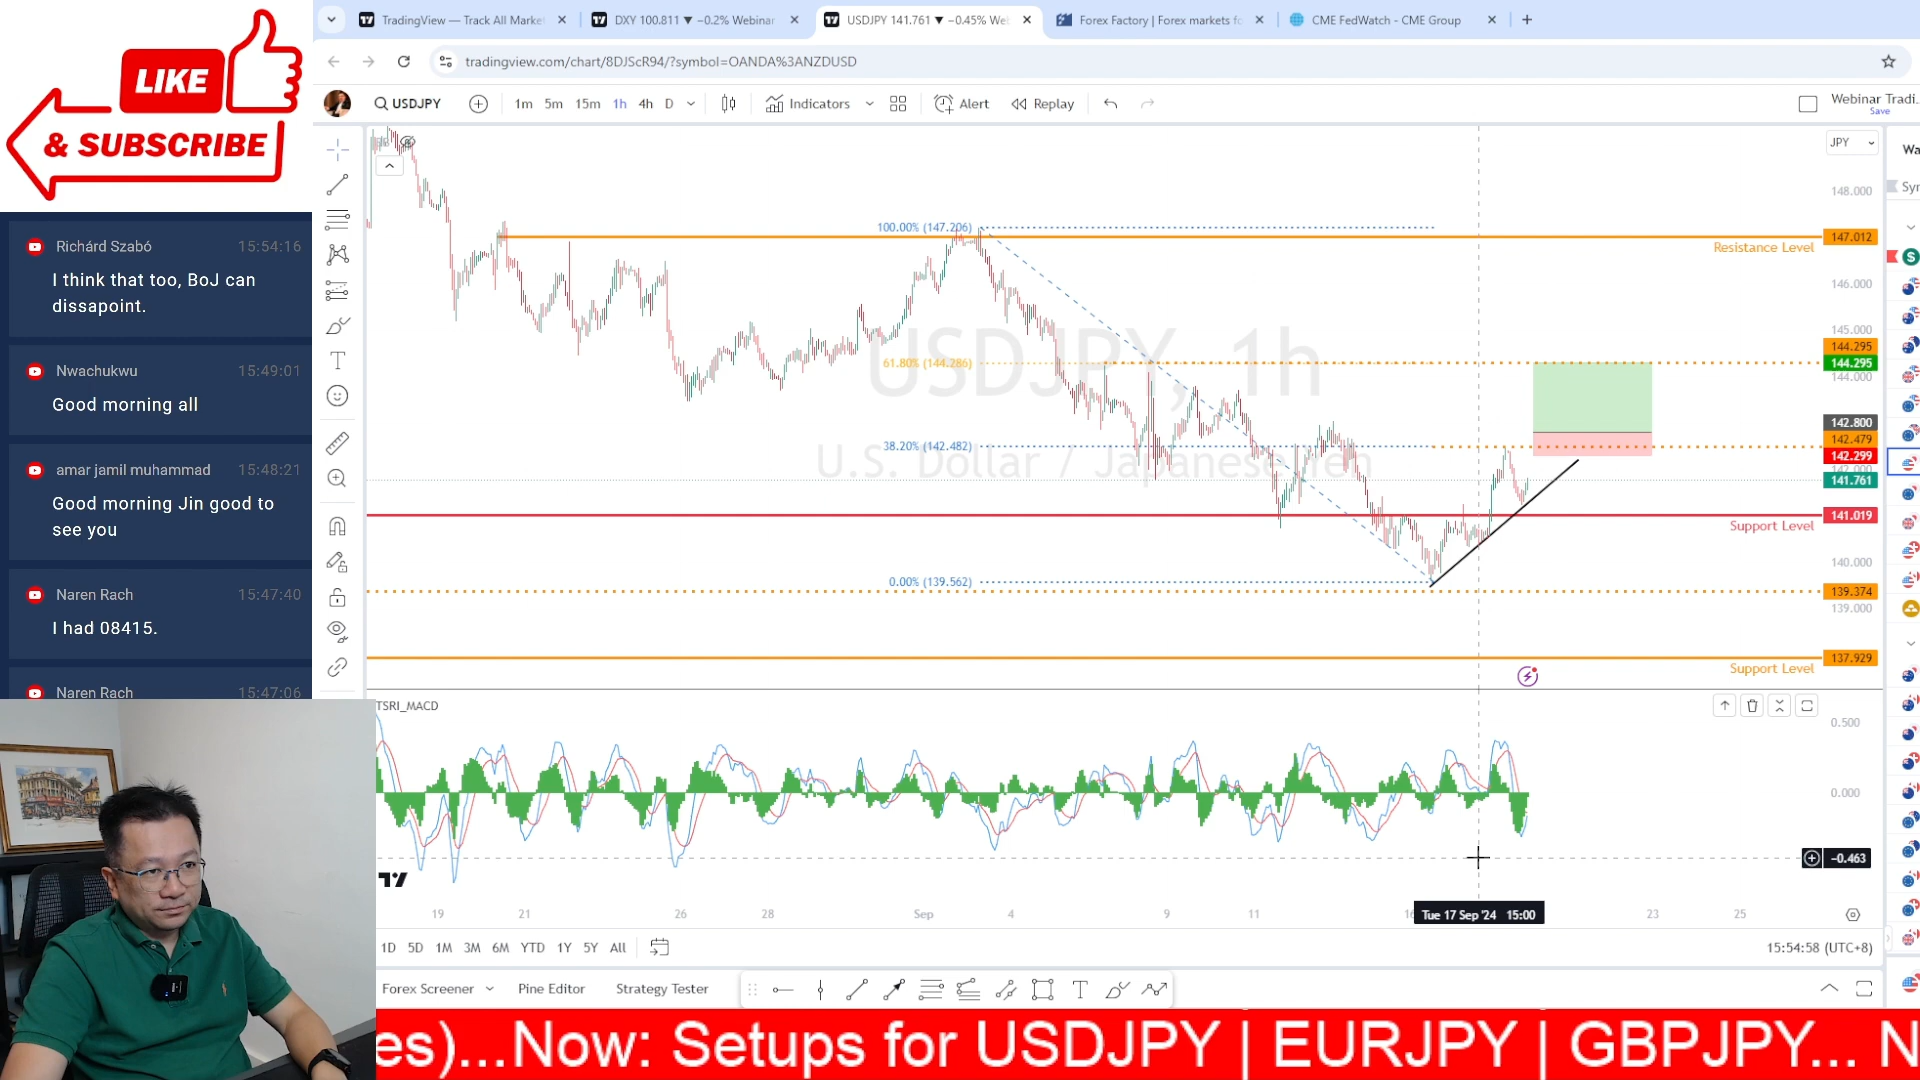 LIKE
& SUBSCRIBE
Richárd Szabó 15:54:16
I think that too, BoJ can
dissapoint.
Nwachukwu 15:49:01
Good morning all
amar jamil muhammad 15:48:21
Good morning Jin good to
see you
Naren Rach 15:47:40
I had 08415.
Naren Rach 15:47:06
TradingView — Track All Marke
DXY 100.811 ▼ −0.2% Webinar
USDJPY 141.761 ▼ −0.45% We
Forex Factory | Forex markets fo
CME FedWatch - CME Group
tradingview.com/chart/8DJScR94/?symbol=OANDA%3ANZDUSD
USDJPY 1m 5m 15m 1h 4h D Indicators Alert Replay Webinar Tradi...
Save
JPY
Wa
Syr
148.000
100.00% (147.206)
147.012
Resistance Level
146.000
145.000
USDJPY, 1h
144.295
61.80% (144.286)
144.295
144.000
142.800
142.479
38.20% (142.482)
142.299
U.S. Dollar / Japanese Yen
142.000
141.761
141.019
Support Level
140.000
0.00% (139.562)
139.374
139.000
137.929
Support Level
TSRI_MACD
0.500
0.000
−0.463
19 21 26 28 Sep 4 9 11 16 Tue 17 Sep '24 15:00 23 25
1D 5D 1M 3M 6M YTD 1Y 5Y All 15:54:58 (UTC+8)
Forex Screener Pine Editor Strategy Tester
es)...Now: Setups for USDJPY | EURJPY | GBPJPY... N